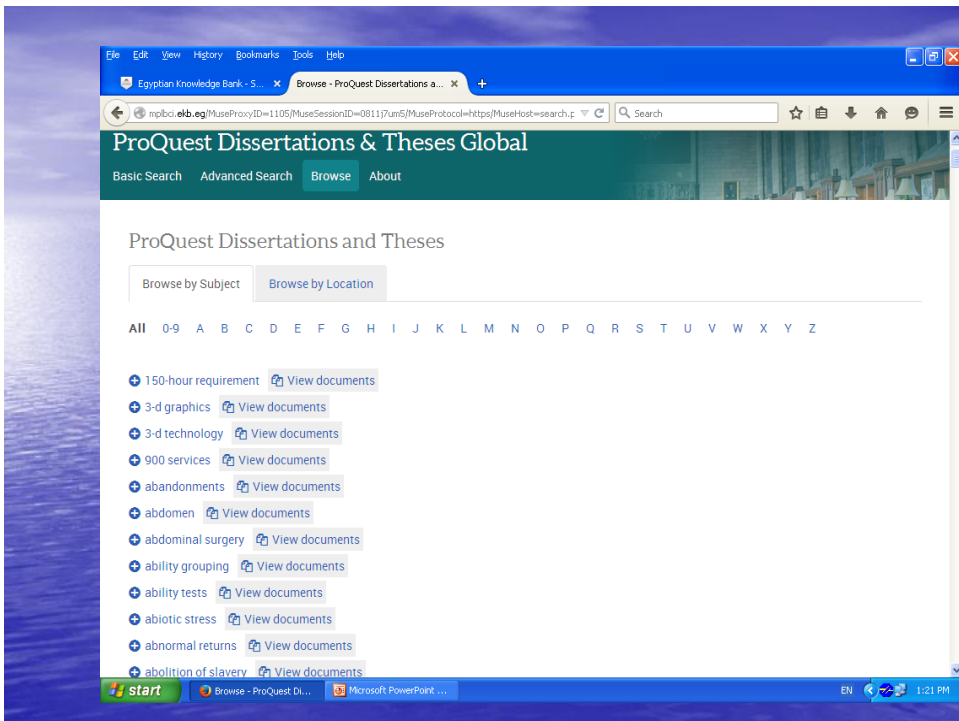 File Edit View History Bookmarks Tools Help
Egyptian Knowledge Bank - S... Browse - ProQuest Dissertations a...
mplbci.ekb.eg/MuseProxyID=1105/MuseSessionID=0811j7um5/MuseProtocol=https/MuseHost=search.p Search
ProQuest Dissertations & Theses Global
Basic Search Advanced Search Browse About
ProQuest Dissertations and Theses
Browse by Subject Browse by Location
All 0-9 A B C D E F G H I J K L M N O P Q R S T U V W X Y Z
150-hour requirement View documents
3-d graphics View documents
3-d technology View documents
900 services View documents
abandonments View documents
abdomen View documents
abdominal surgery View documents
ability grouping View documents
ability tests View documents
abiotic stress View documents
abnormal returns View documents
abolition of slavery View documents
start Browse - ProQuest Di... Microsoft PowerPoint ... EN 1:21 PM